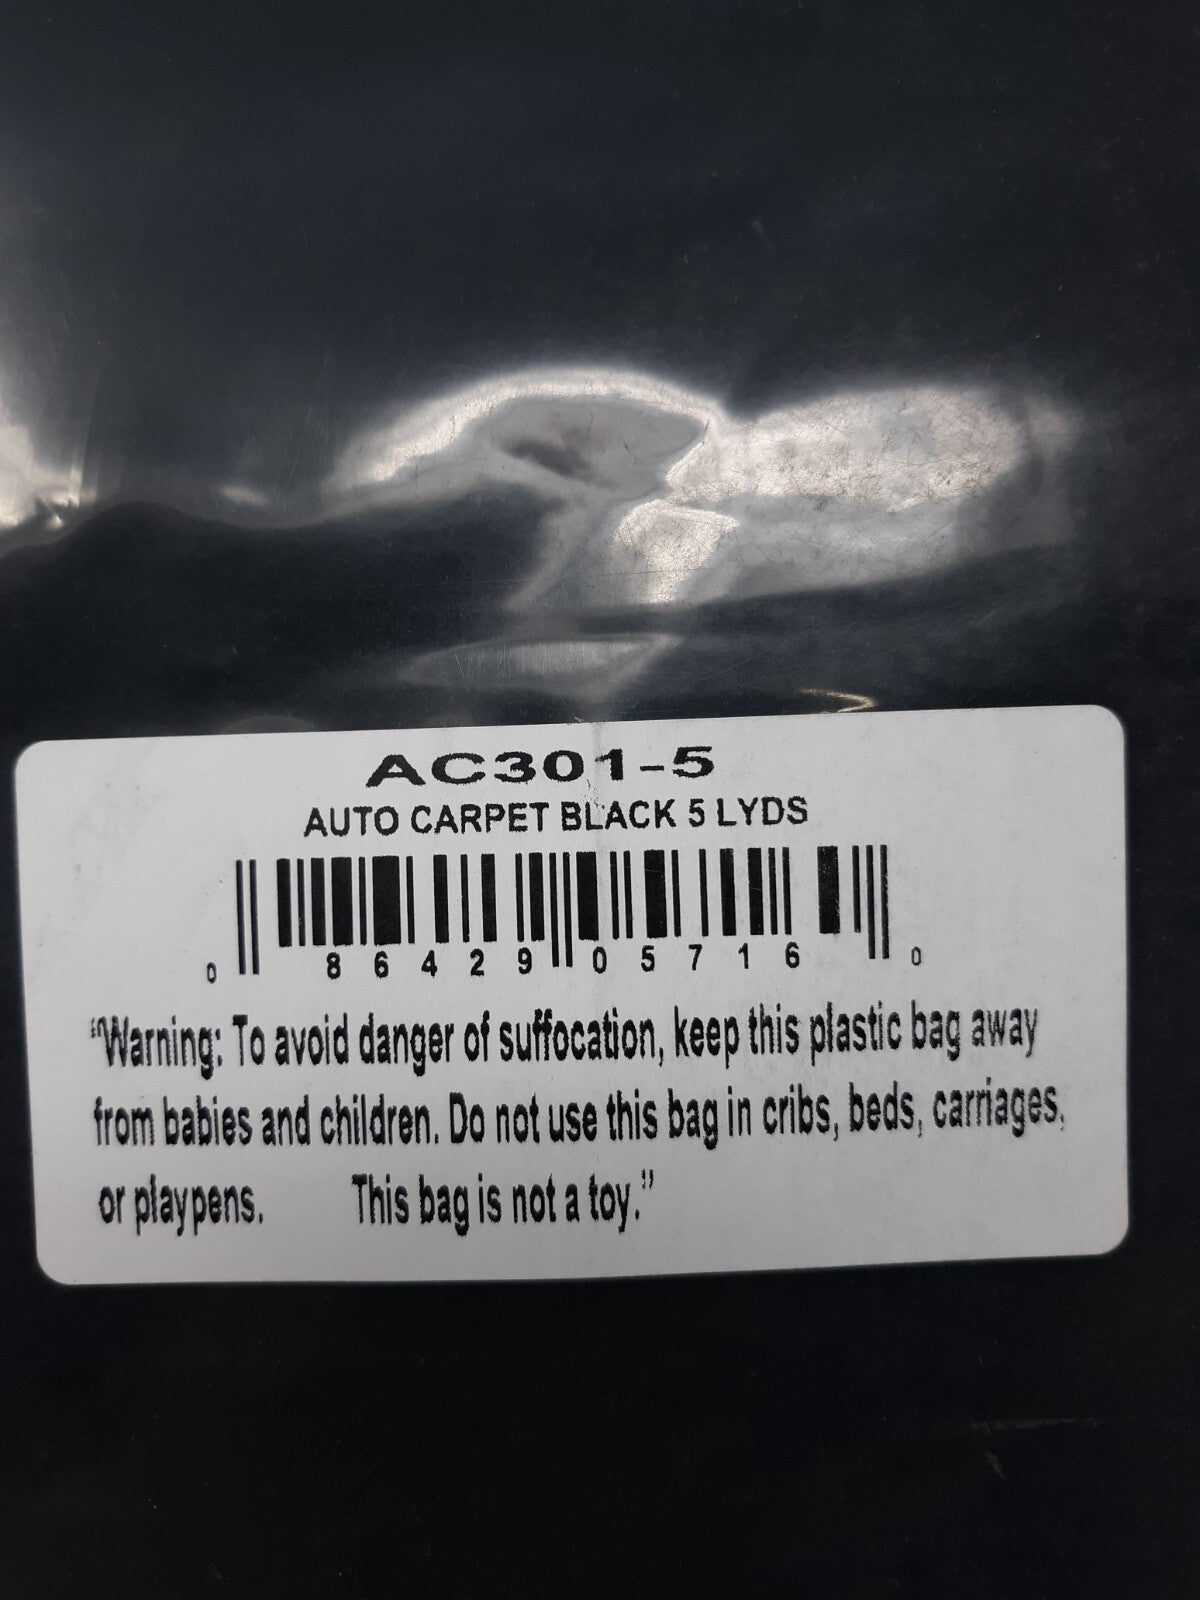 AC301-5
AUTO CARPET BLACK 5 LYDS
0 86429 05716 0
"Warning: To avoid danger of suffocation, keep this plastic bag away
from babies and children. Do not use this bag in cribs, beds, carriages,
or playpens. This bag is not a toy."